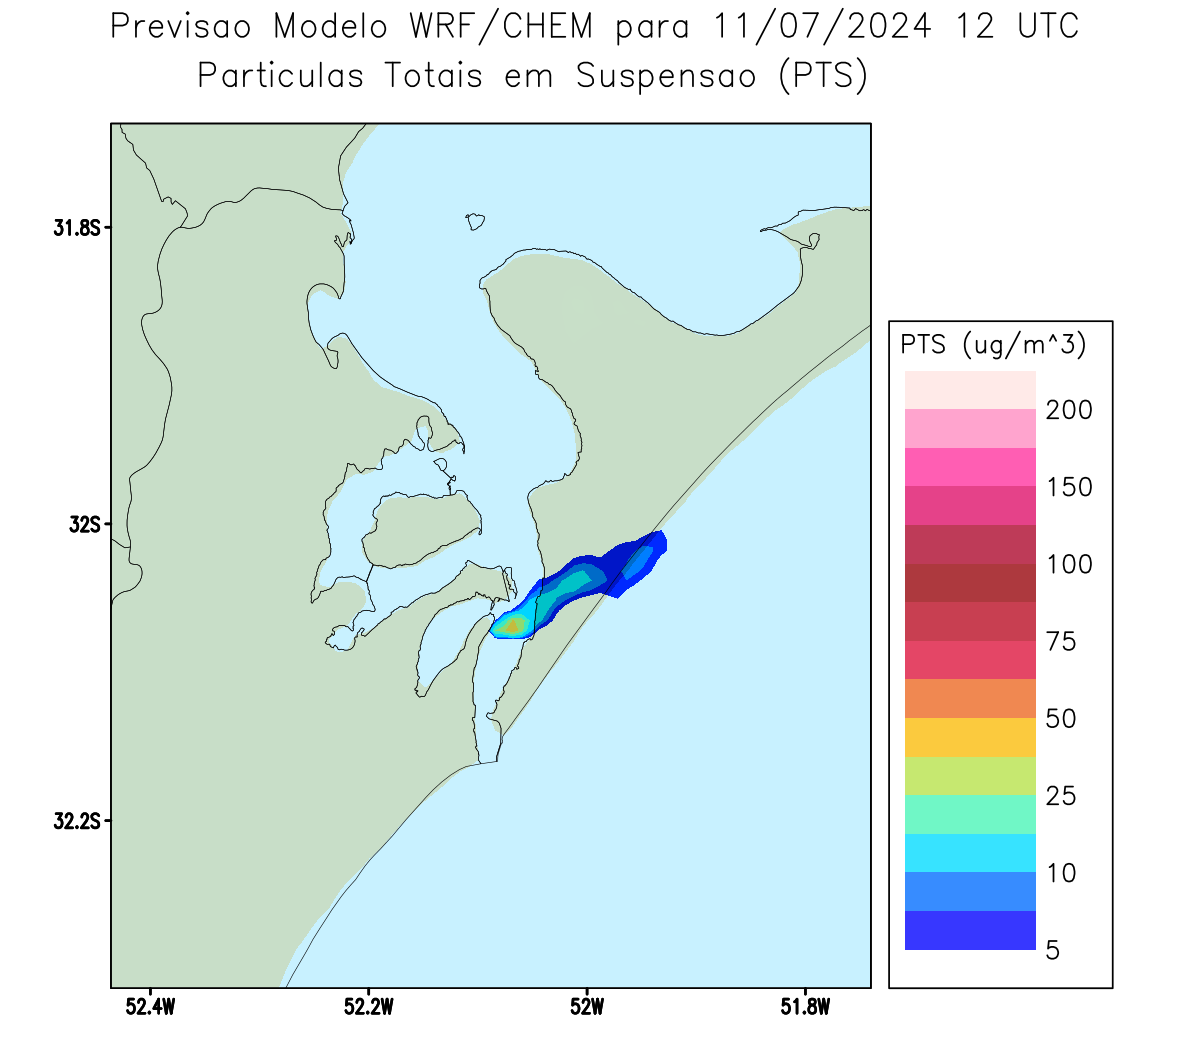 Previsao Modelo WRF/CHEM para 11/07/2024 12 UTC
Particulas Totais em Suspensao (PTS)
31.8S
32S
32.2S
52.4W 52.2W 52W 51.8W
PTS (ug/m^3)
200
150
100
75
50
25
10
5